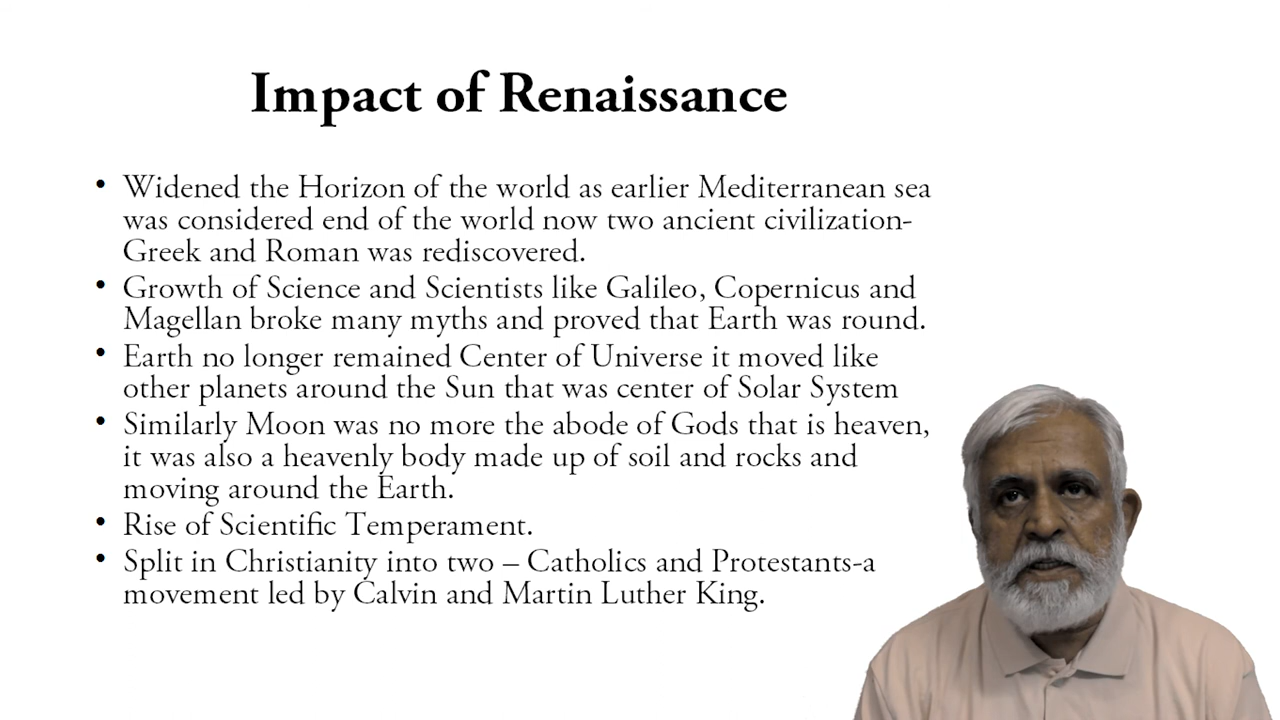 Impact of Renaissance
• Widened the Horizon of the world as earlier Mediterranean sea
was considered end of the world now two ancient civilization-
Greek and Roman was rediscovered.
• Growth of Science and Scientists like Galileo, Copernicus and
Magellan broke many myths and proved that Earth was round.
• Earth no longer remained Center of Universe it moved like
other planets around the Sun that was center of Solar System
• Similarly Moon was no more the abode of Gods that is heaven,
it was also a heavenly body made up of soil and rocks and
moving around the Earth.
• Rise of Scientific Temperament.
• Split in Christianity into two – Catholics and Protestants-a
movement led by Calvin and Martin Luther King.